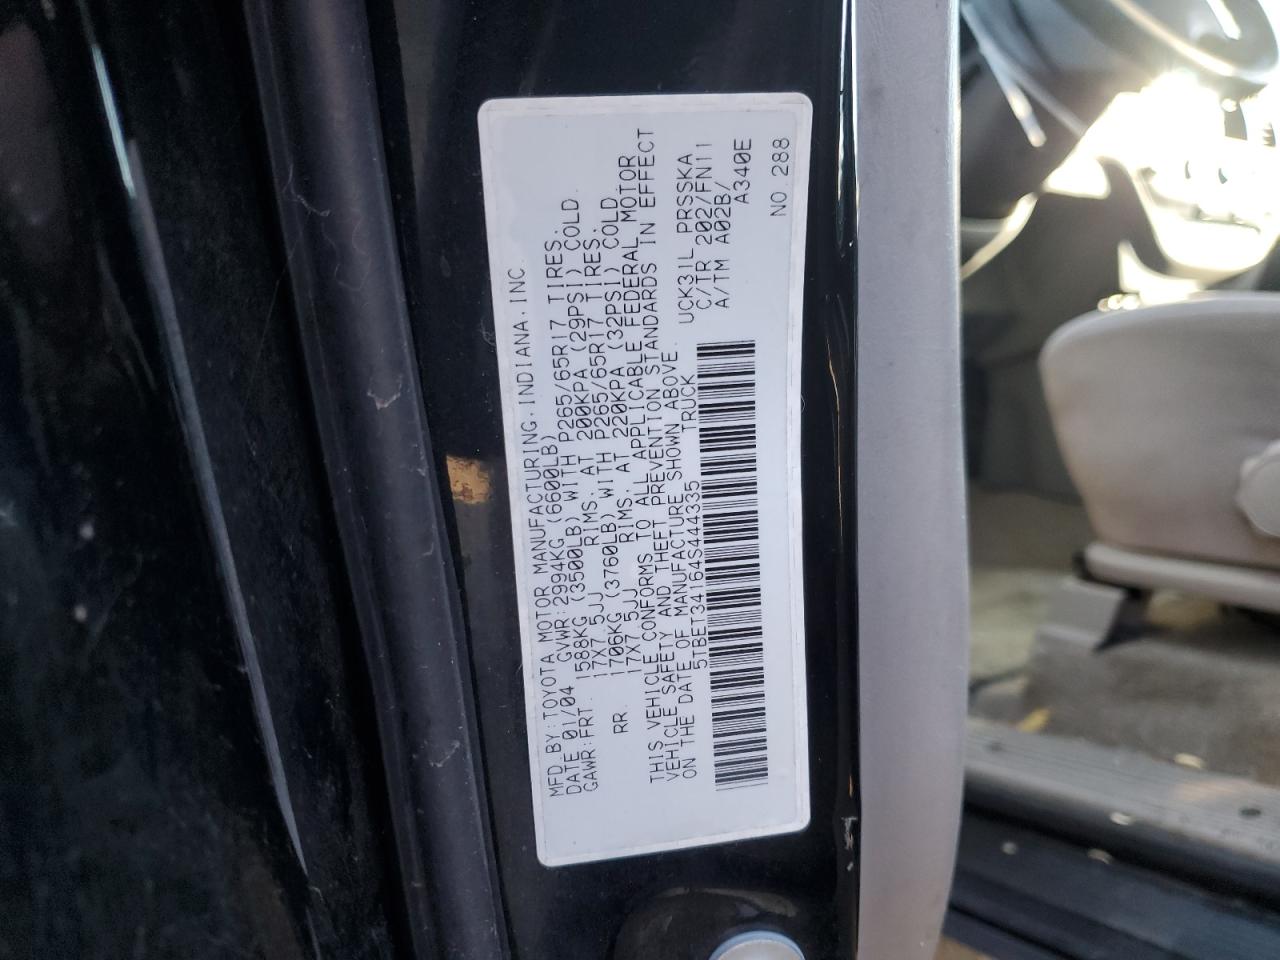 MFD. BY: TOYOTA MOTOR MANUFACTURING, INDIANA, INC.
DATE: 01/04 GVWR: 2994KG (6600LB)
GAWR: FRT. 1588KG (3500LB) WITH P265/65R17 TIRES.
17X7.5JJ RIMS. AT 200KPA (29PSI) COLD.
RR. 1706KG (3760LB) WITH P265/65R17 TIRES.
17X7.5JJ RIMS. AT 220KPA (32PSI) COLD.
THIS VEHICLE CONFORMS TO ALL APPLICABLE FEDERAL MOTOR
VEHICLE SAFETY AND THEFT PREVENTION STANDARDS IN EFFECT
ON THE DATE OF MANUFACTURE SHOWN ABOVE.
5TBET34164S444335 TRUCK
UCK31L PRSSKA
C/TR 202/FN11
A/TM A02B/
A340E
NO. 288